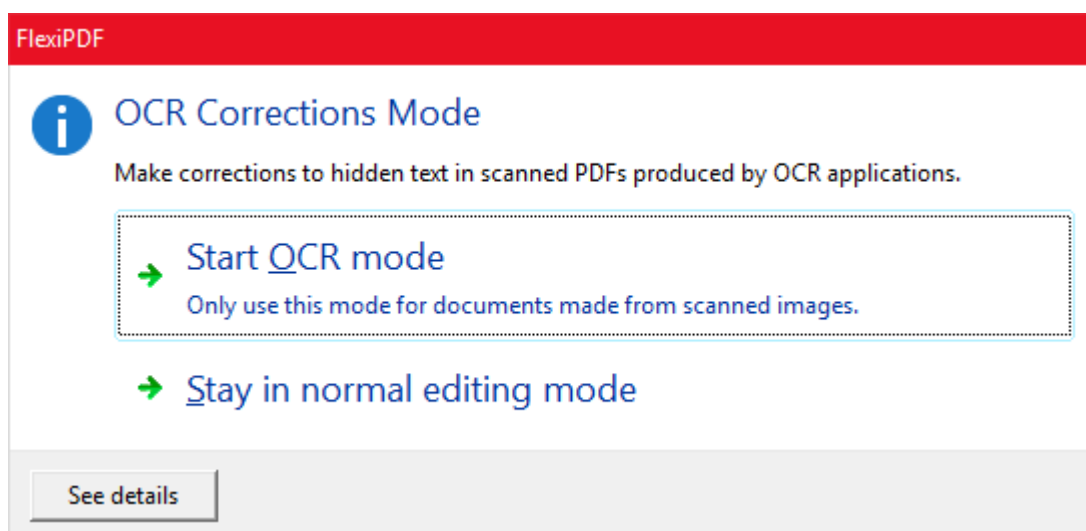 FlexiPDF
OCR Corrections Mode
Make corrections to hidden text in scanned PDFs produced by OCR applications.
Start OCR mode
Only use this mode for documents made from scanned images.
Stay in normal editing mode
See details